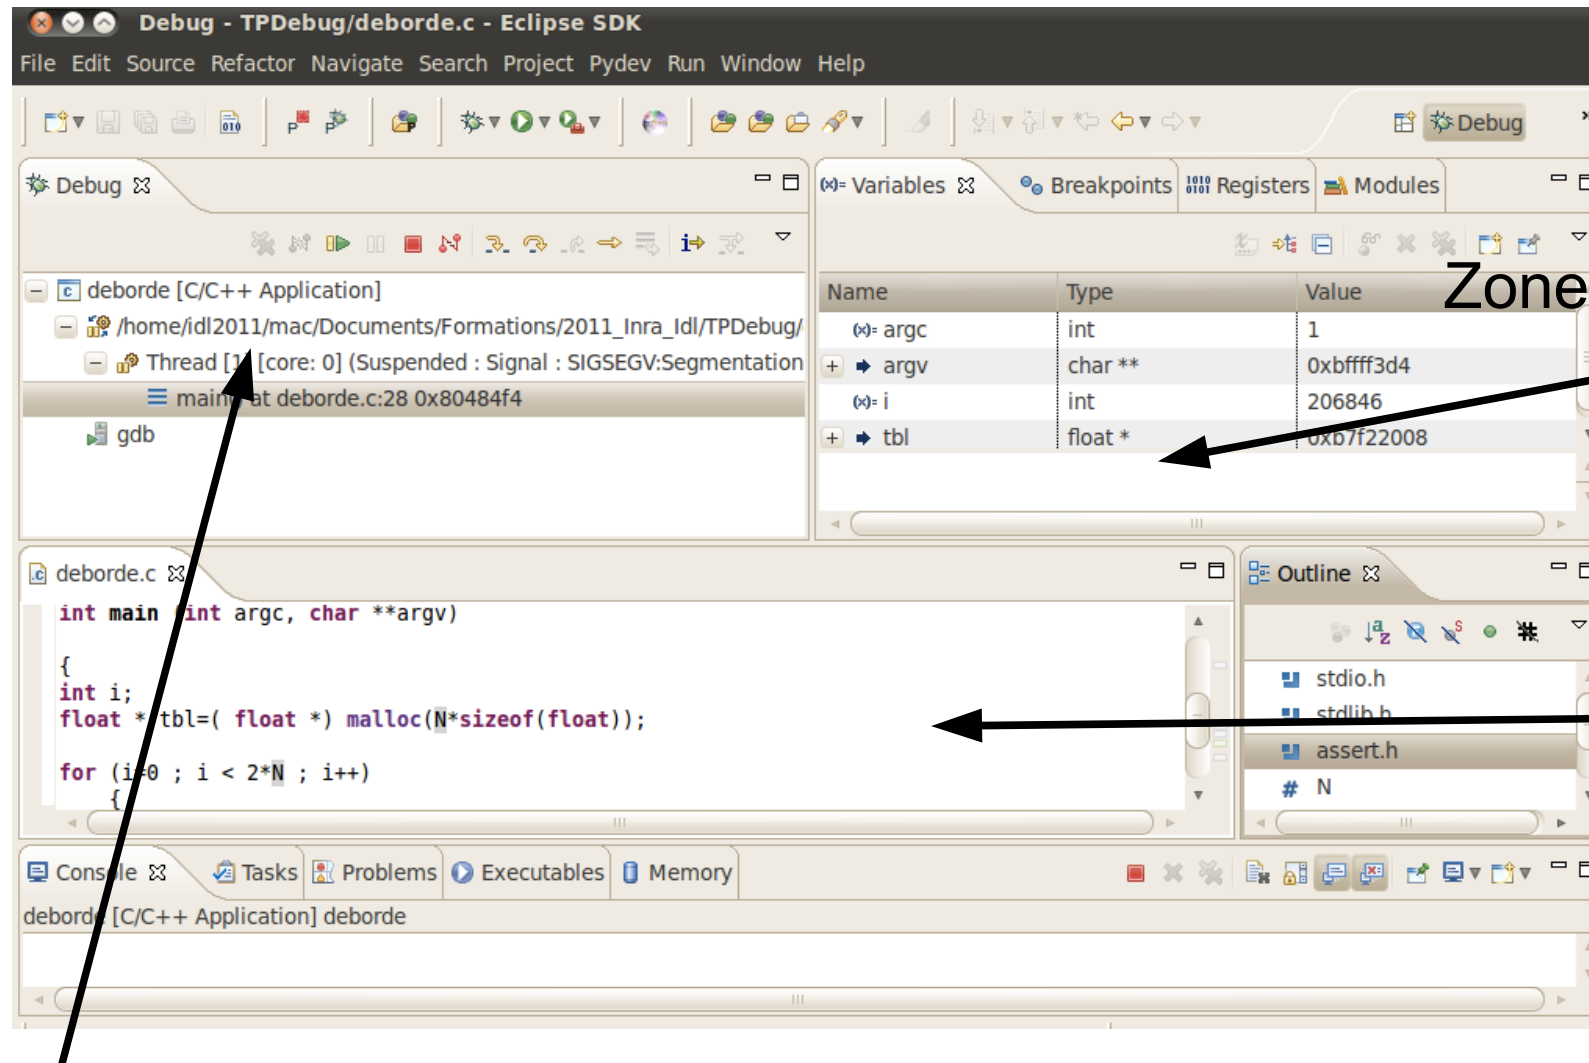 Debug - TPDebug/deborde.c - Eclipse SDK
File Edit Source Refactor Navigate Search Project Pydev Run Window Help
Debug
Debug
Variables Breakpoints Registers Modules
Zone
deborde [C/C++ Application]
/home/idl2011/mac/Documents/Formations/2011_Inra_Idl/TPDebug/
Thread [1] [core: 0] (Suspended : Signal : SIGSEGV:Segmentation
main() at deborde.c:28 0x80484f4
gdb
Name Type Value
argc int 1
argv char ** 0xbffff3d4
i int 206846
tbl float * 0xb7f22008
deborde.c
int main (int argc, char **argv)
{
int i;
float * tbl=( float *) malloc(N*sizeof(float));
for (i=0 ; i < 2*N ; i++)
{
Outline
stdio.h
stdlib.h
assert.h
# N
Console Tasks Problems Executables Memory
deborde [C/C++ Application] deborde